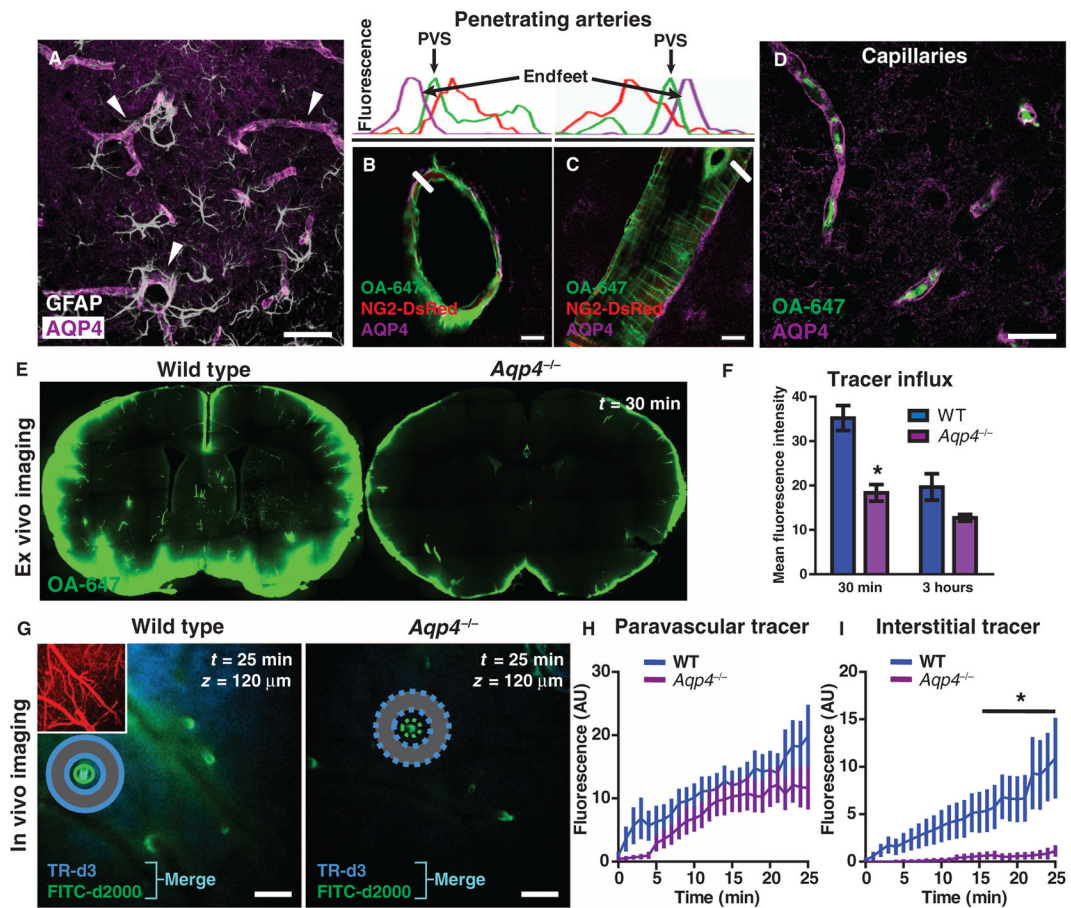 Penetrating arteries
PVS
PVS
Endfeet
Fluorescence
A
GFAP
AQP4
B
OA-647
NG2-DsRed
AQP4
C
OA-647
NG2-DsRed
AQP4
D
Capillaries
OA-647
AQP4
E
Wild type
Aqp4–/–
t = 30 min
Ex vivo imaging
OA-647
F
Tracer influx
Mean fluorescence intensity
40
30
20
10
0
WT
Aqp4–/–
*
30 min
3 hours
G
Wild type
Aqp4–/–
In vivo imaging
t = 25 min
z = 120 µm
TR-d3
FITC-d2000
Merge
t = 25 min
z = 120 µm
TR-d3
FITC-d2000
Merge
H
Paravascular tracer
WT
Aqp4–/–
Fluorescence (AU)
30
20
10
0
0 5 10 15 20 25
Time (min)
I
Interstitial tracer
WT
Aqp4–/–
*
Fluorescence (AU)
20
15
10
5
0
0 5 10 15 20 25
Time (min)